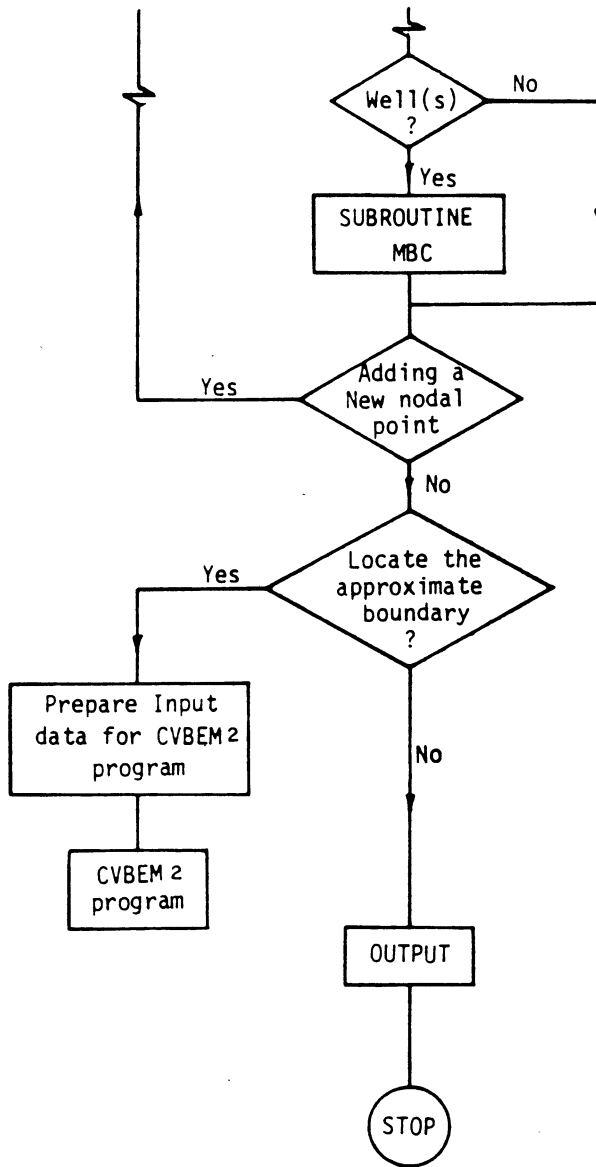 Well(s)
?
No
Yes
SUBROUTINE
MBC
Adding a
New nodal
point
Yes
No
Locate the
approximate
boundary
?
Yes
No
Prepare Input
data for CVBEM2
program
CVBEM2
program
OUTPUT
STOP